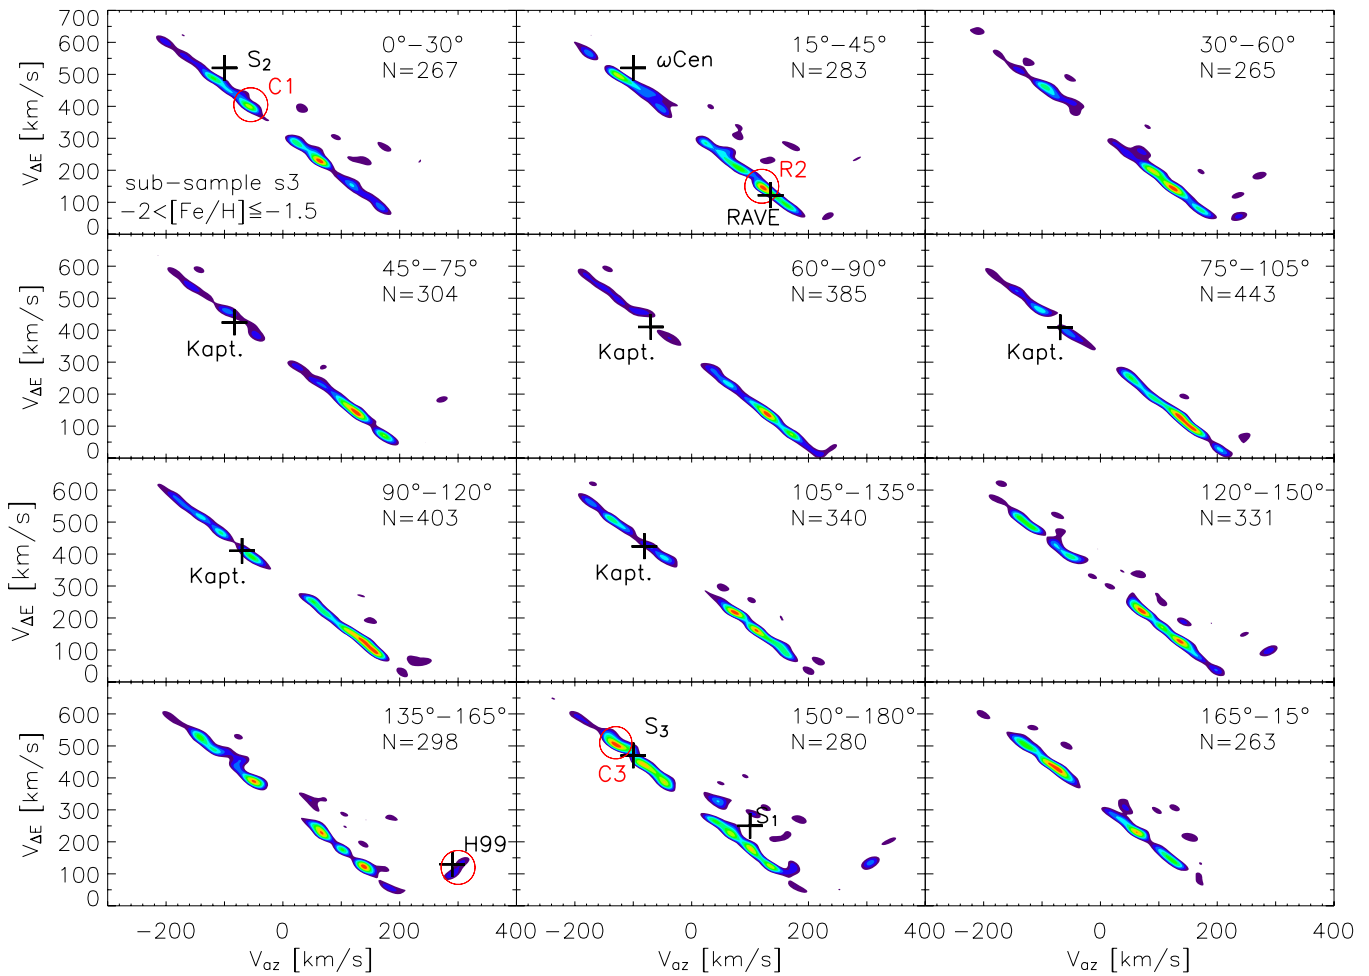 700
600
500
400
300
200
100
0
V_ΔE [km/s]
0°−30°
N=267
S₂
C1
sub−sample s3
−2<[Fe/H]≦−1.5
15°−45°
N=283
ωCen
R2
RAVE
30°−60°
N=265
600
500
400
300
200
100
0
V_ΔE [km/s]
45°−75°
N=304
Kapt.
60°−90°
N=385
Kapt.
75°−105°
N=443
Kapt.
600
500
400
300
200
100
0
V_ΔE [km/s]
90°−120°
N=403
Kapt.
105°−135°
N=340
Kapt.
120°−150°
N=331
600
500
400
300
200
100
0
V_ΔE [km/s]
135°−165°
N=298
H99
150°−180°
N=280
S₃
C3
S₁
165°−15°
N=263
−200 0 200 400
−200 0 200 400
−200 0 200 400
V_az [km/s]
V_az [km/s]
V_az [km/s]